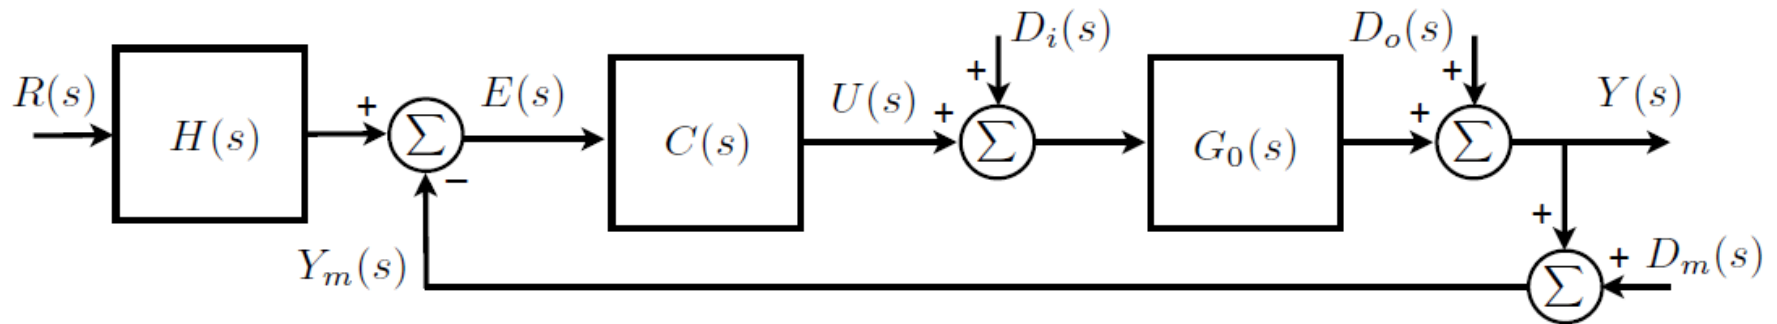 R(s)
H(s)
+
Σ
−
E(s)
C(s)
U(s)
+
+
D_i(s)
Σ
G_0(s)
+
+
D_o(s)
Σ
Y(s)
+
+
D_m(s)
Σ
Y_m(s)